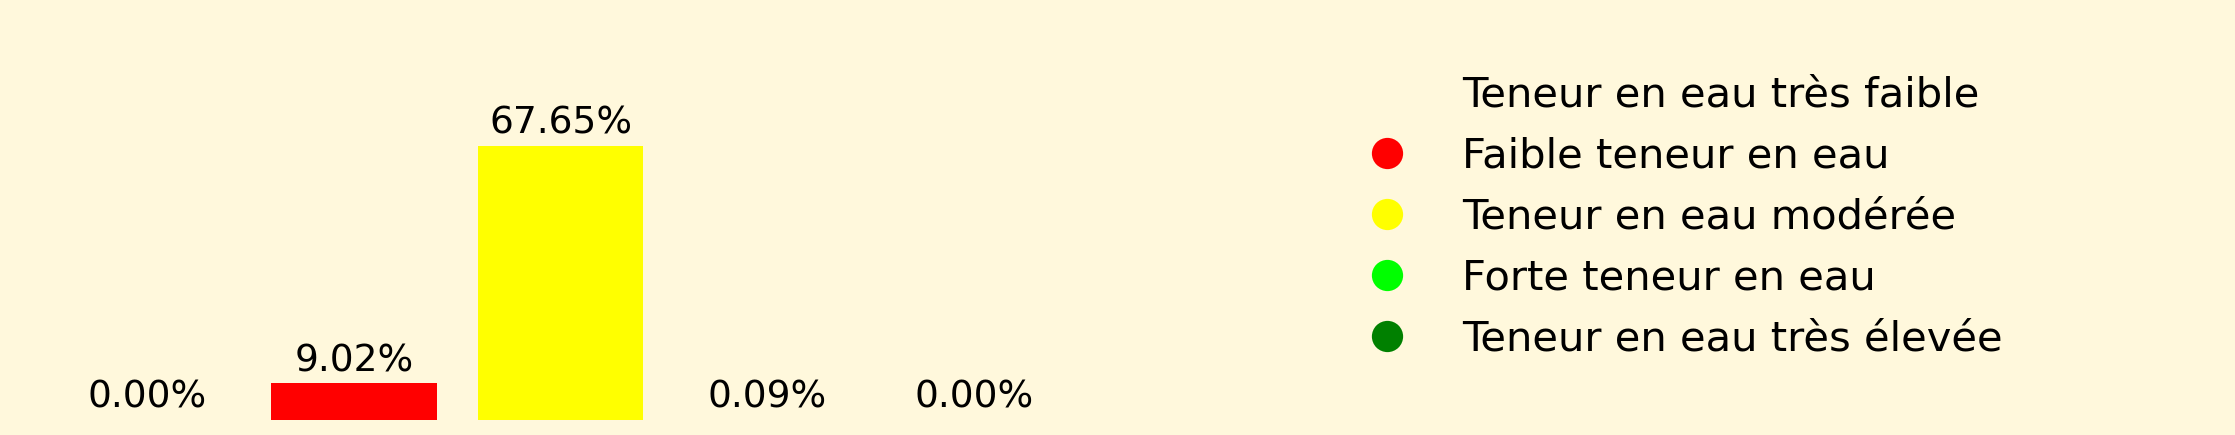 67.65%
9.02%
0.00%
0.09%
0.00%
Teneur en eau très faible
Faible teneur en eau
Teneur en eau modérée
Forte teneur en eau
Teneur en eau très élevée